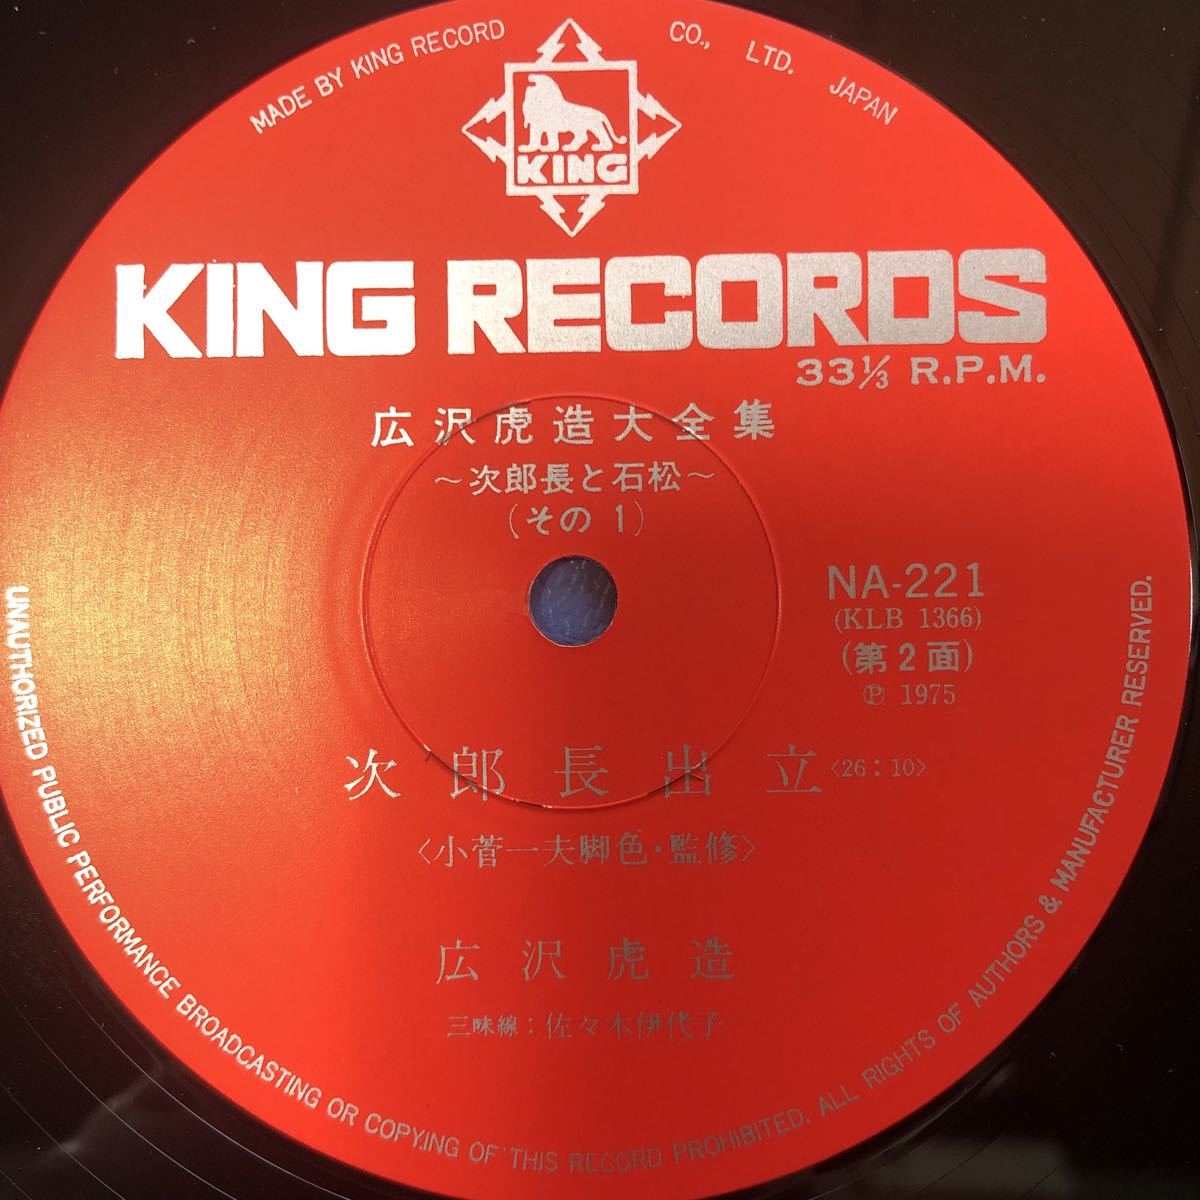 MADE BY KING RECORD CO., LTD. JAPAN
KING
KING RECORDS
33⅓ R.P.M.
広沢虎造大全集
～次郎長と石松～
(その 1)
NA-221
(KLB 1366)
(第2面)
Ⓟ 1975
次郎長出立〈26:10〉
〈小菅一夫脚色・監修〉
広沢虎造
三味線:佐々木伊代子
UNAUTHORIZED PUBLIC PERFORMANCE BROADCASTING OR COPYING OF THIS RECORD PROHIBITED. ALL RIGHTS OF AUTHORS & MANUFACTURER RESERVED.